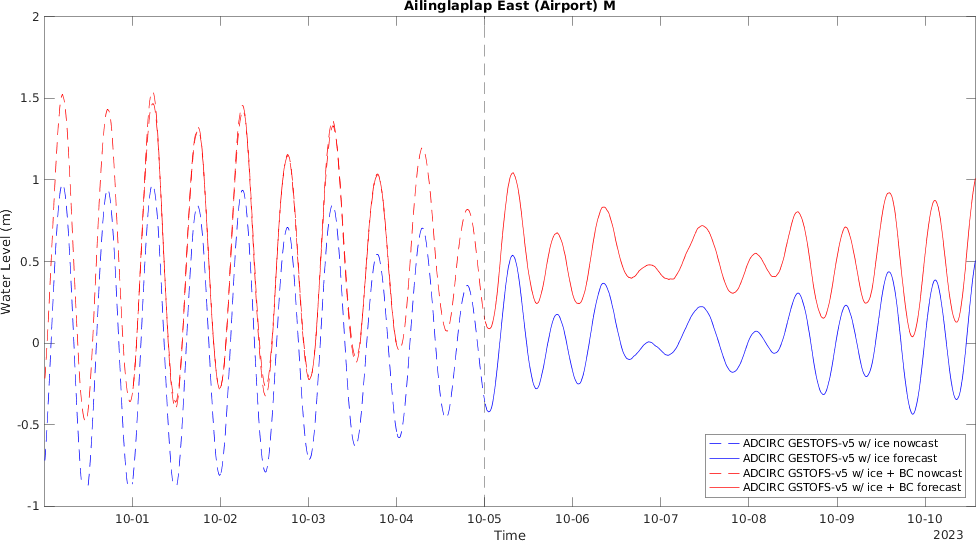 Ailinglaplap East (Airport) M
2
1.5
1
0.5
0
-0.5
-1
Water Level (m)
10-01 10-02 10-03 10-04 10-05 10-06 10-07 10-08 10-09 10-10
Time
2023
ADCIRC GESTOFS-v5 w/ ice nowcast
ADCIRC GESTOFS-v5 w/ ice forecast
ADCIRC GSTOFS-v5 w/ ice + BC nowcast
ADCIRC GSTOFS-v5 w/ ice + BC forecast